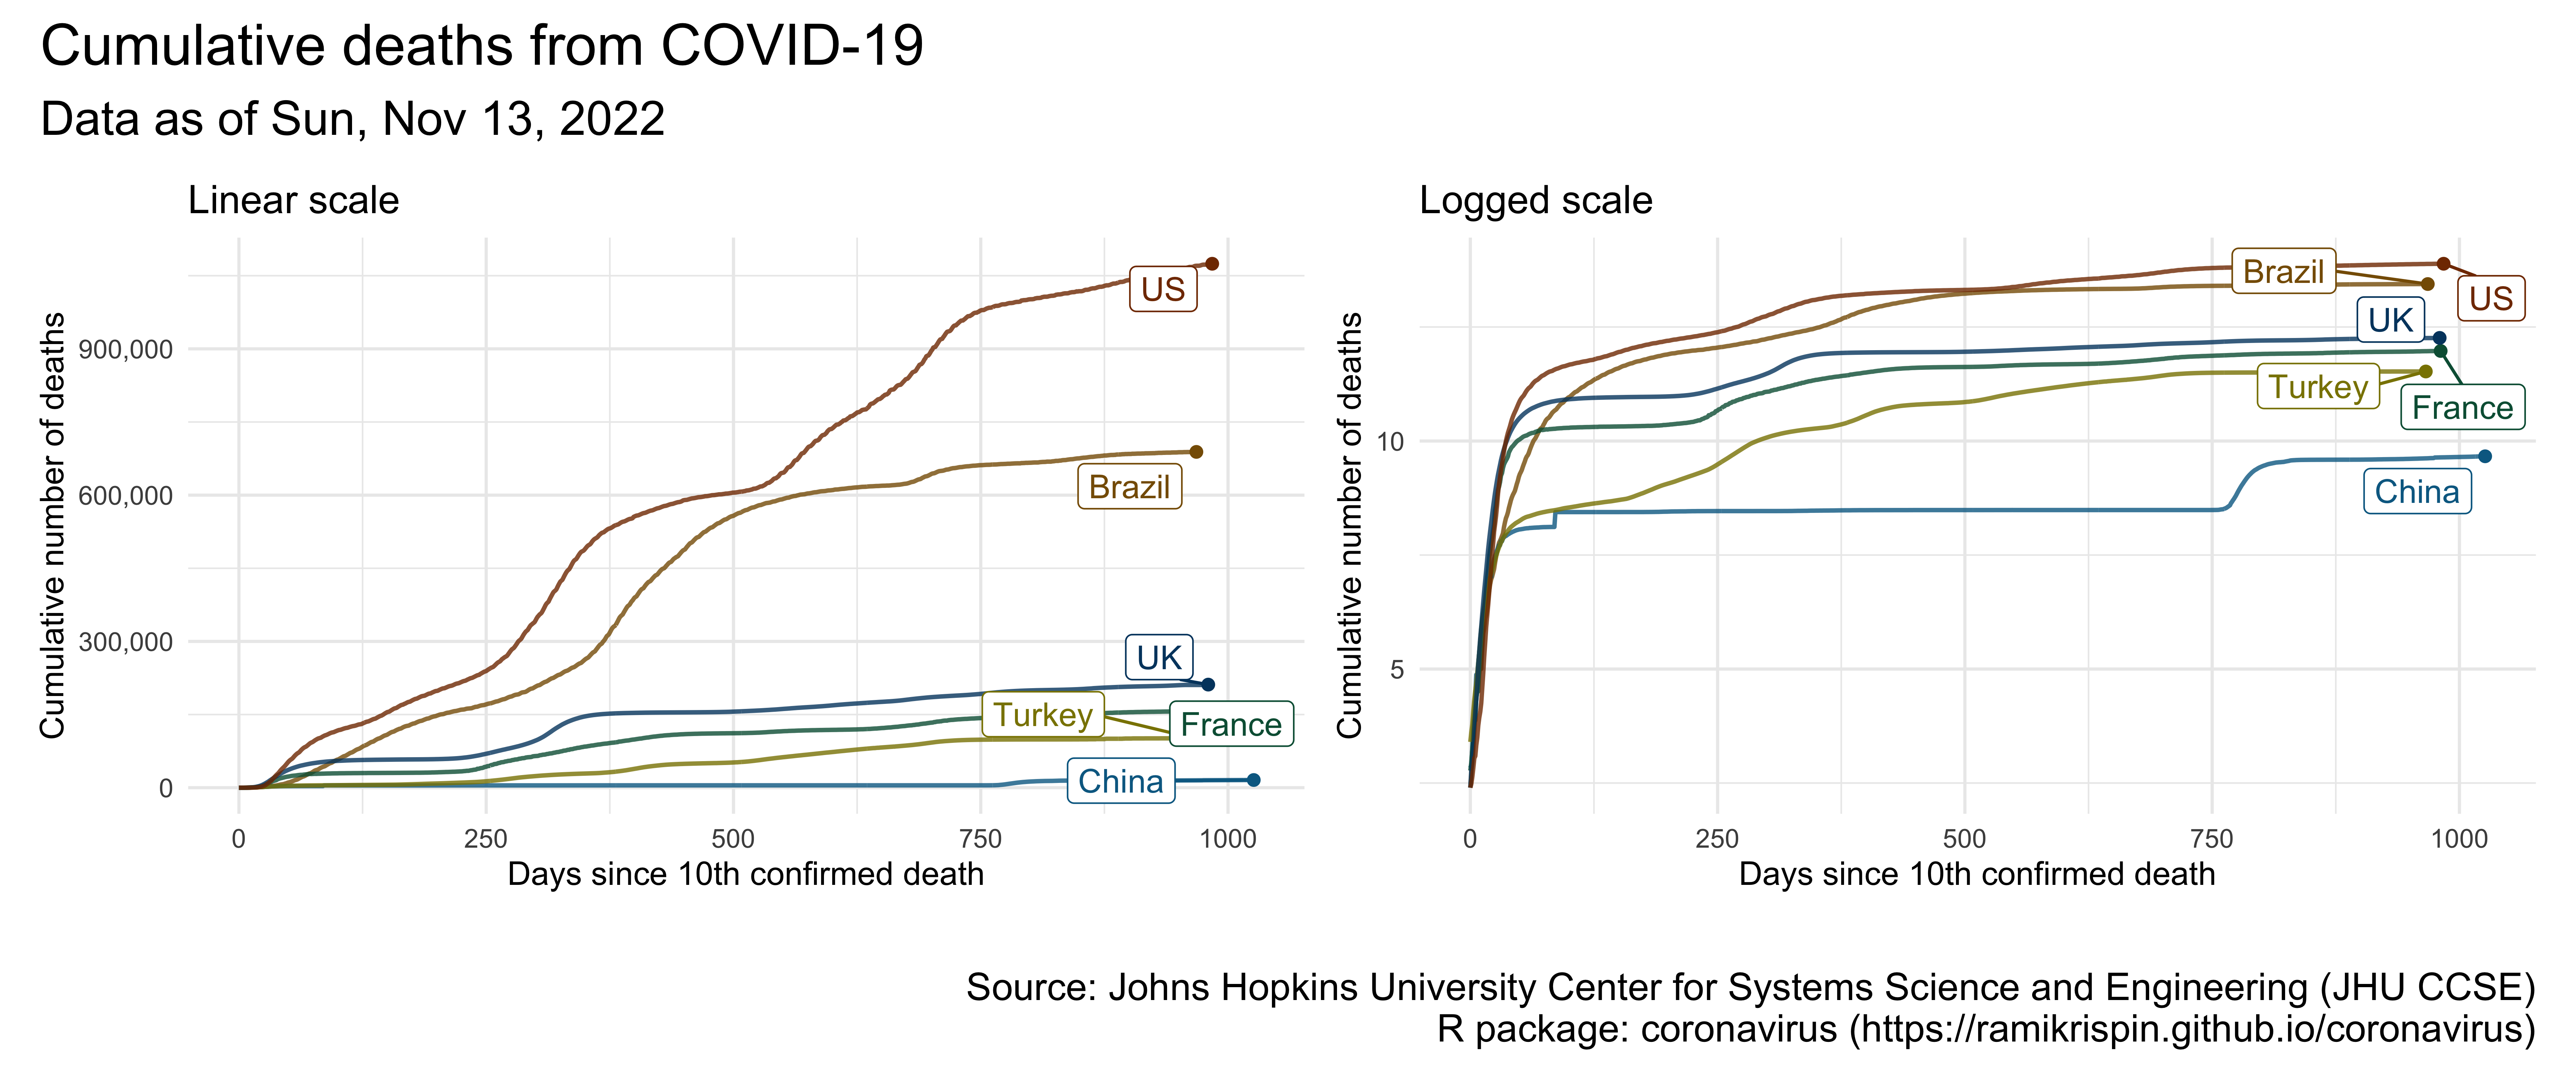 Cumulative deaths from COVID-19
Data as of Sun, Nov 13, 2022
Linear scale
Cumulative number of deaths
900,000
600,000
300,000
0
US
Brazil
UK
Turkey
France
China
0 250 500 750 1000
Days since 10th confirmed death
Logged scale
Cumulative number of deaths
10
5
Brazil
US
UK
Turkey
France
China
0 250 500 750 1000
Days since 10th confirmed death
Source: Johns Hopkins University Center for Systems Science and Engineering (JHU CCSE)
R package: coronavirus (https://ramikrispin.github.io/coronavirus)